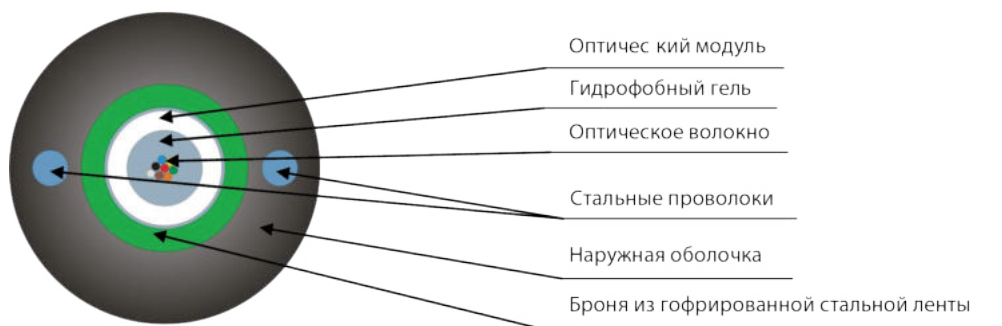 Оптичес кий модуль
Гидрофобный гель
Оптическое волокно
Стальные проволоки
Наружная оболочка
Броня из гофрированной стальной ленты